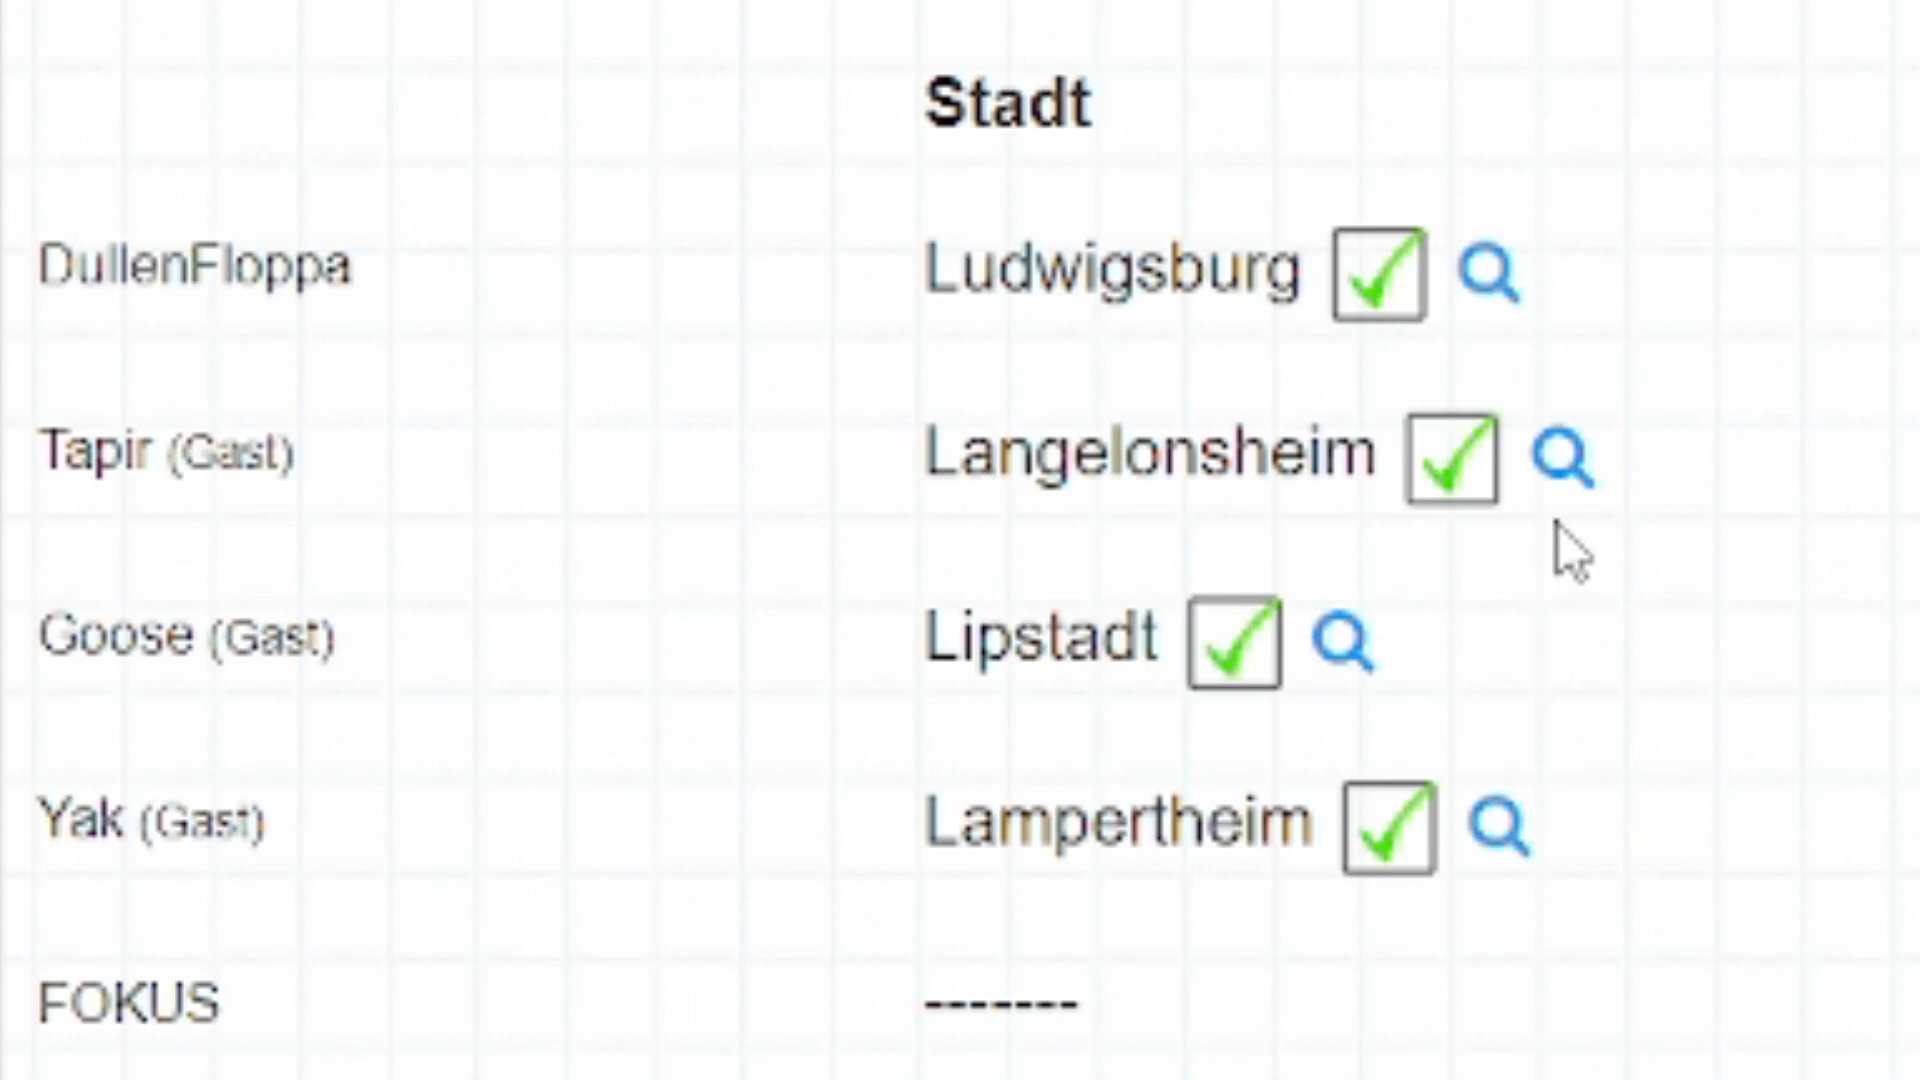 Stadt
DullenFloppa Ludwigsburg
Tapir (Gast) Langelonsheim
Goose (Gast) Lipstadt
Yak (Gast) Lampertheim
FOKUS -------